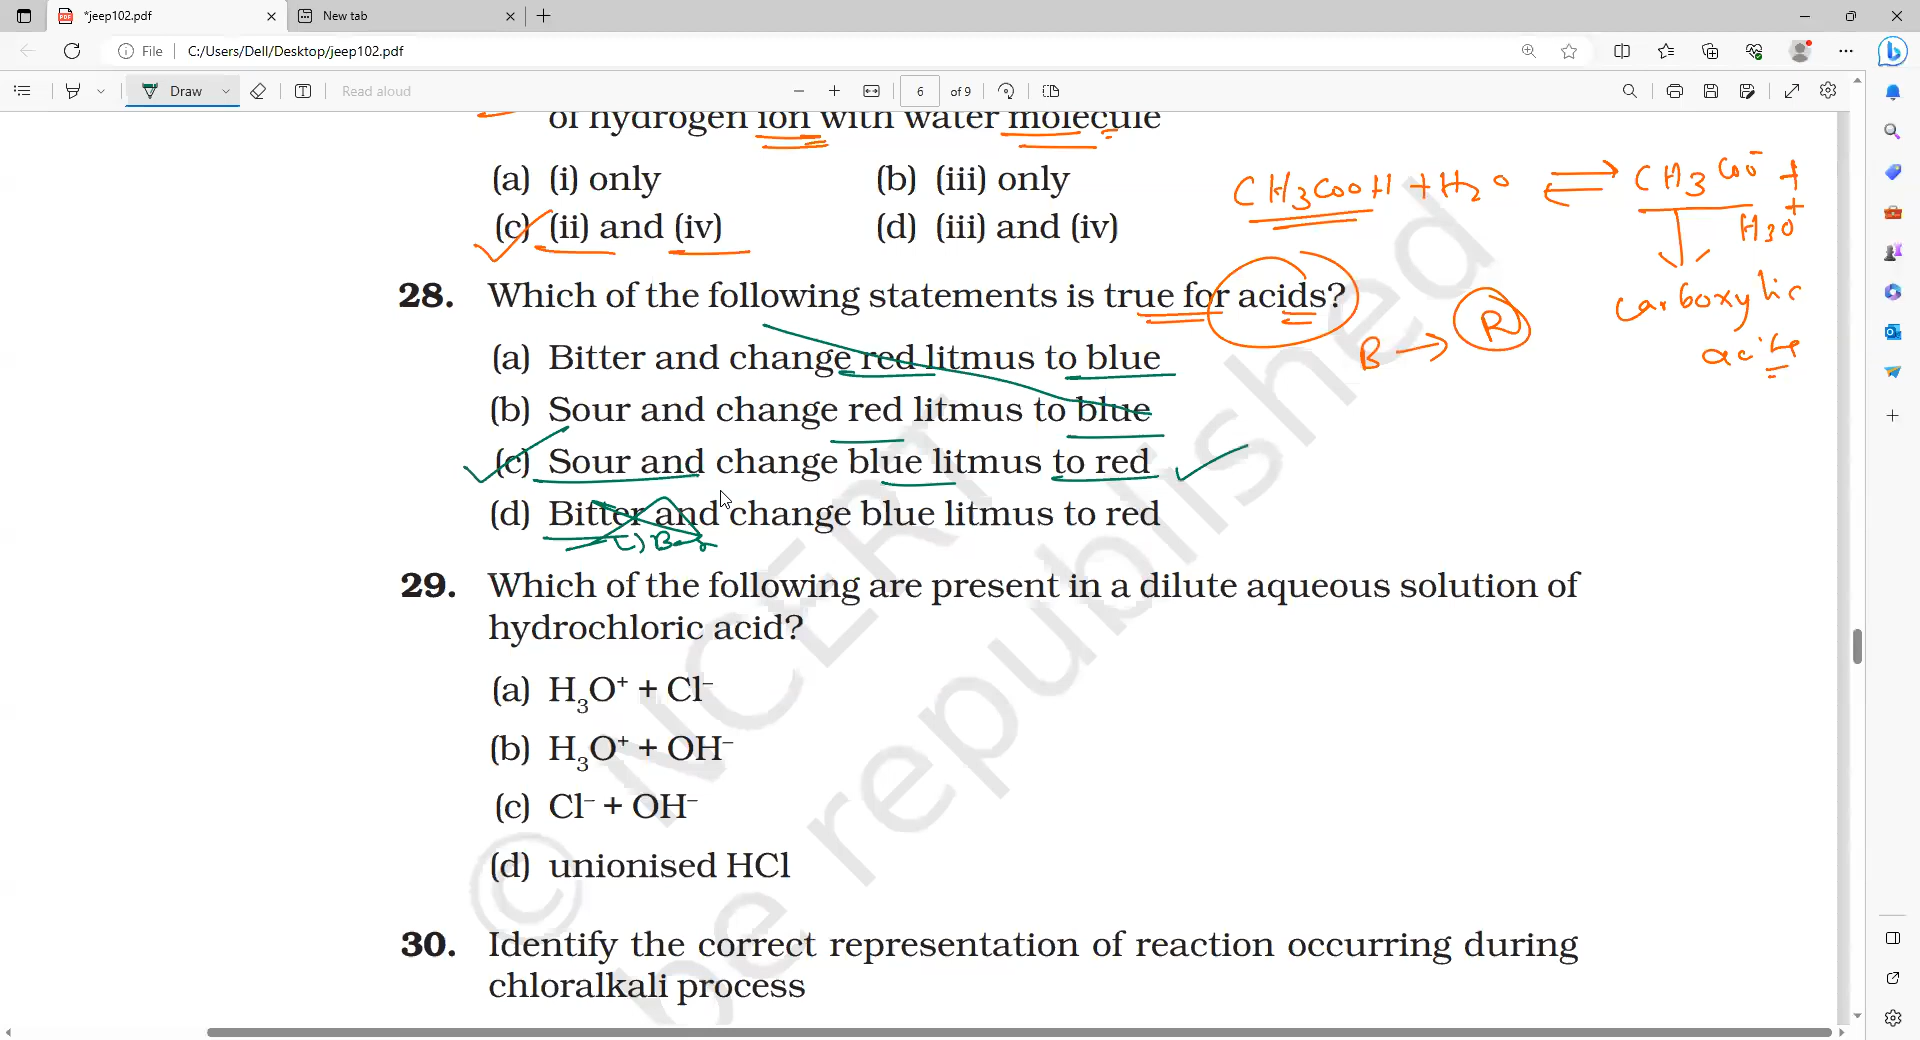 *jeep102.pdf
New tab
File
C:/Users/Dell/Desktop/jeep102.pdf
Draw
Read aloud
6
of 9
of hydrogen ion with water molecule
(a) (i) only
(b) (iii) only
(c) (ii) and (iv)
(d) (iii) and (iv)
CH3COOH + H2O ⇌ CH3COO⁻ +
H3O⁺
carboxylic
28. Which of the following statements is true for acids?
B → R
(a) Bitter and change red litmus to blue
(b) Sour and change red litmus to blue
(c) Sour and change blue litmus to red
(d) Bitter and change blue litmus to red
29. Which of the following are present in a dilute aqueous solution of
hydrochloric acid?
(a) H₃O⁺ + Cl⁻
(b) H₃O⁺ + OH⁻
(c) Cl⁻ + OH⁻
(d) unionised HCl
30. Identify the correct representation of reaction occurring during
chloralkali process
© NCERT
be republished